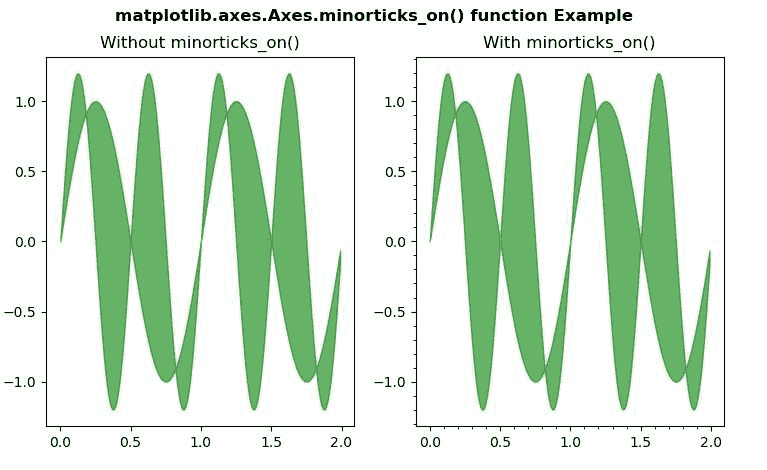 matplotlib.axes.Axes.minorticks_on() function Example
Without minorticks_on()
With minorticks_on()
1.0
0.5
0.0
−0.5
−1.0
0.0 0.5 1.0 1.5 2.0
1.0
0.5
0.0
−0.5
−1.0
0.0 0.5 1.0 1.5 2.0